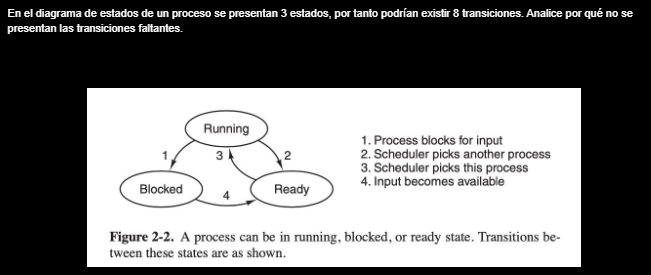 En el diagrama de estados de un proceso se presentan 3 estados, por tanto podrían existir 8 transiciones. Analice por qué no se
presentan las transiciones faltantes.
Running
1
3
2
Blocked
4
Ready
1. Process blocks for input
2. Scheduler picks another process
3. Scheduler picks this process
4. Input becomes available
Figure 2-2. A process can be in running, blocked, or ready state. Transitions be-
tween these states are as shown.